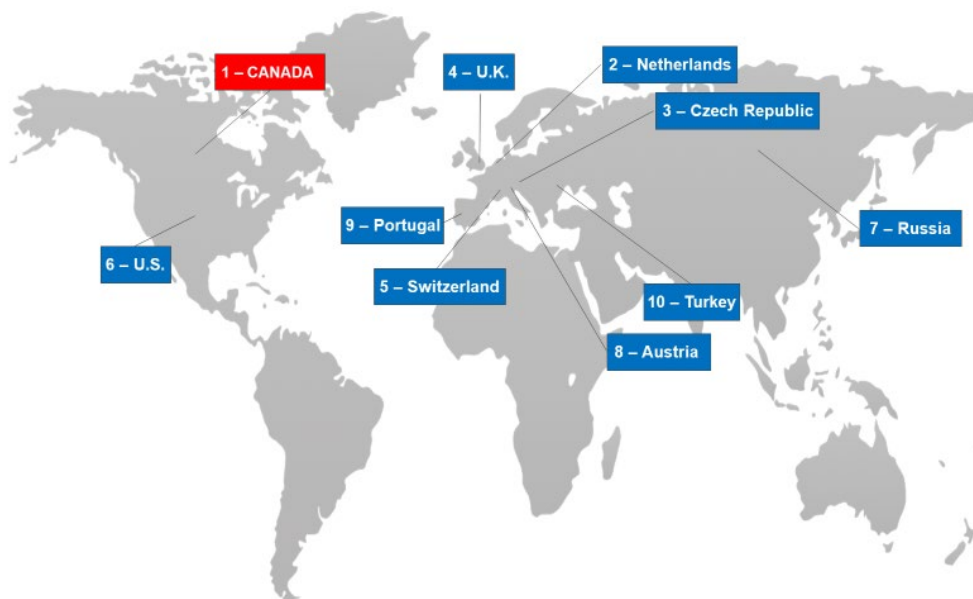 1 – CANADA
4 – U.K.
2 – Netherlands
3 – Czech Republic
9 – Portugal
7 – Russia
6 – U.S.
5 – Switzerland
10 – Turkey
8 – Austria